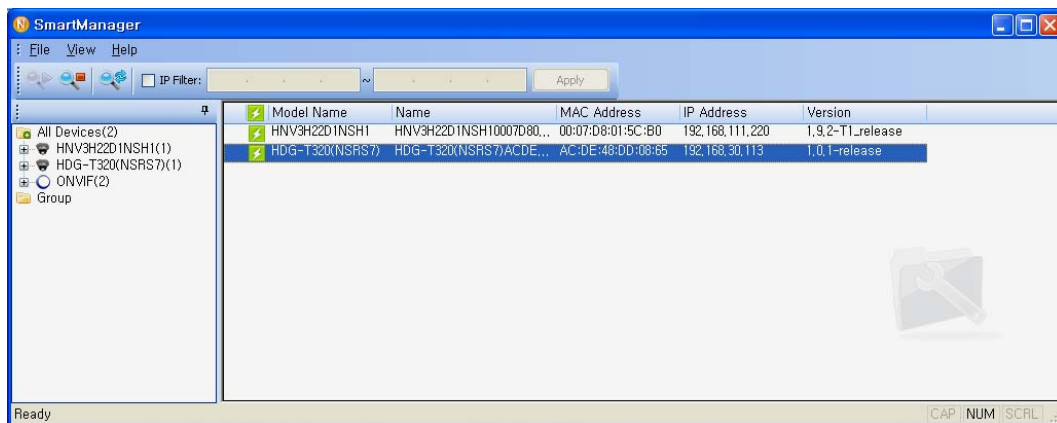 SmartManager
File View Help
IP Filter: . . . ~ . . . Apply
Model Name Name MAC Address IP Address Version
HNV3H22D1NSH1 HNV3H22D1NSH10007D80... 00:07:D8:01:5C:B0 192,168,111,220 1,9,2-T1_release
HDG-T320(NSRS7) HDG-T320(NSRS7)ACDE... AC:DE:48:DD:08:65 192,168,30,113 1,0,1-release
All Devices(2)
HNV3H22D1NSH1(1)
HDG-T320(NSRS7)(1)
ONVIF(2)
Group
Ready CAP NUM SCRL